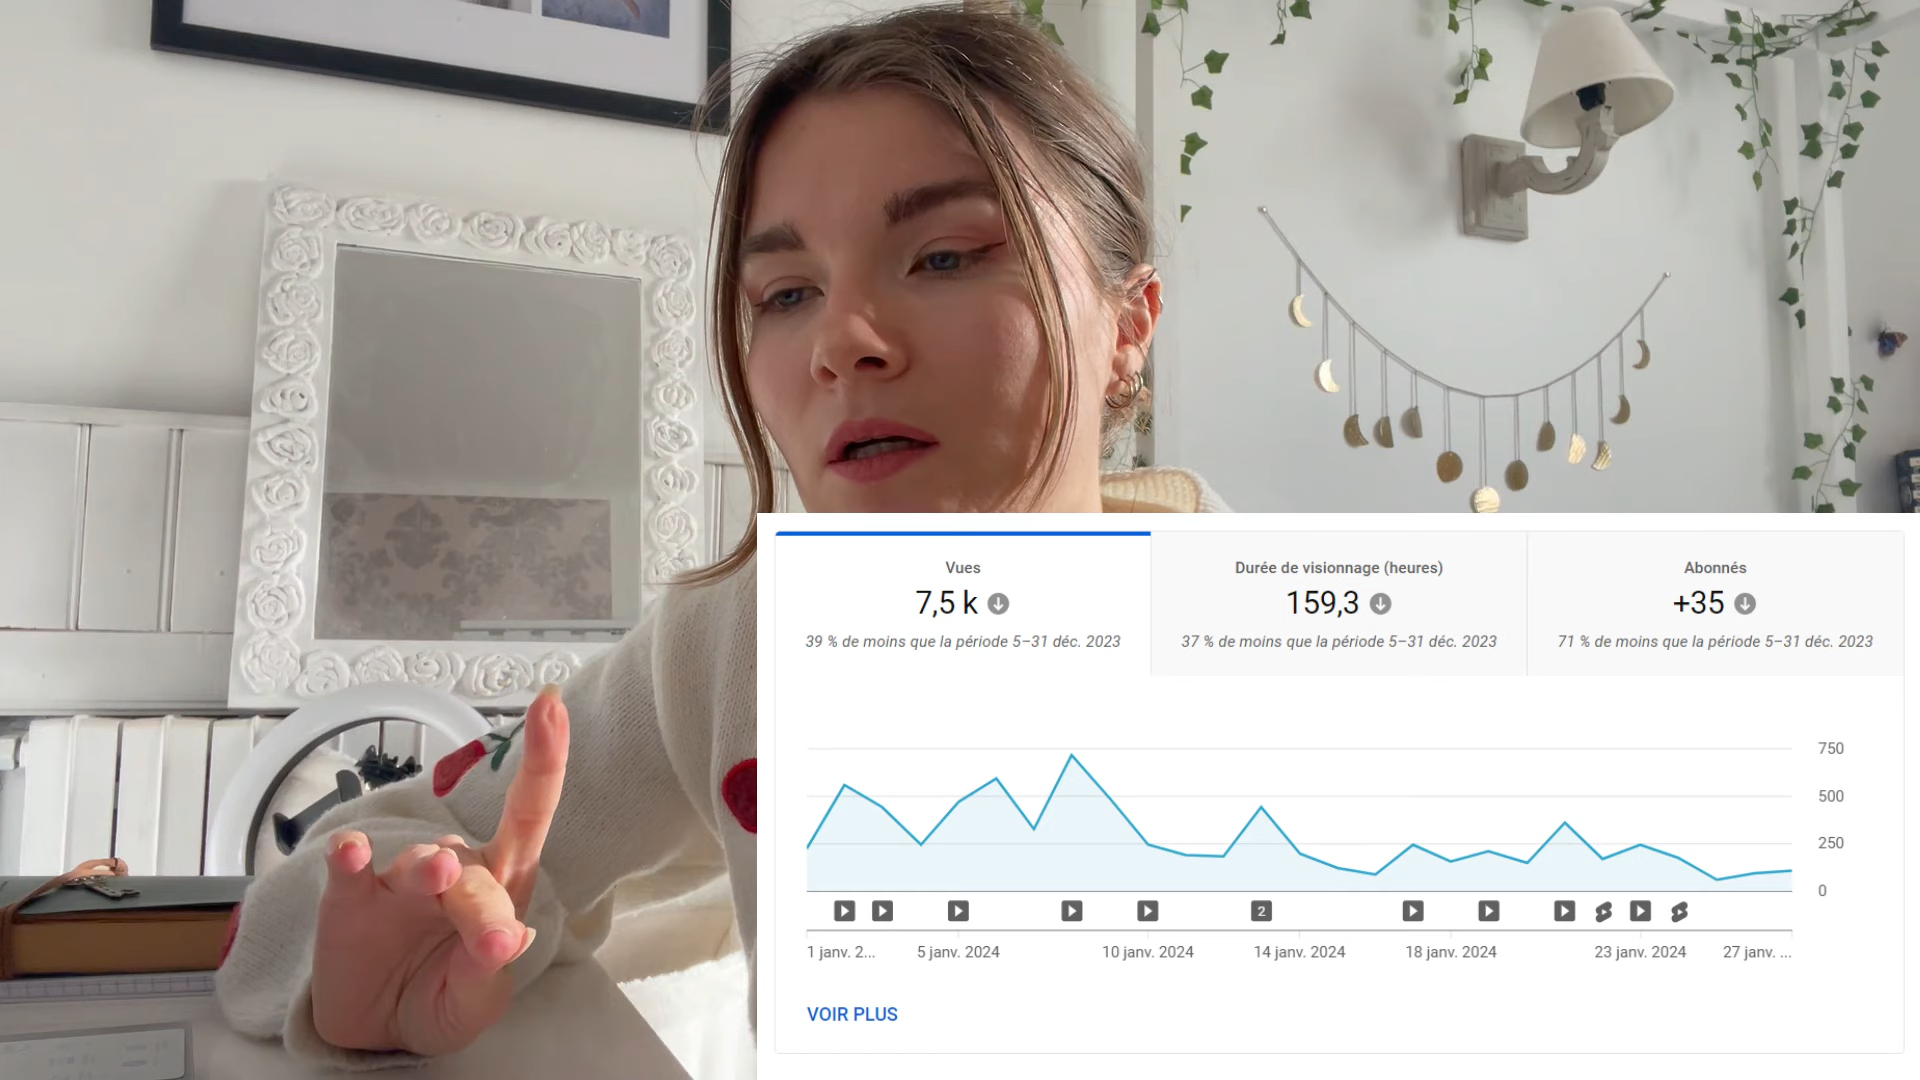 Vues
7,5 k
39 % de moins que la période 5–31 déc. 2023
Durée de visionnage (heures)
159,3
37 % de moins que la période 5–31 déc. 2023
Abonnés
+35
71 % de moins que la période 5–31 déc. 2023
750
500
250
0
2
1 janv. 2... 5 janv. 2024 10 janv. 2024 14 janv. 2024 18 janv. 2024 23 janv. 2024 27 janv. ...
VOIR PLUS